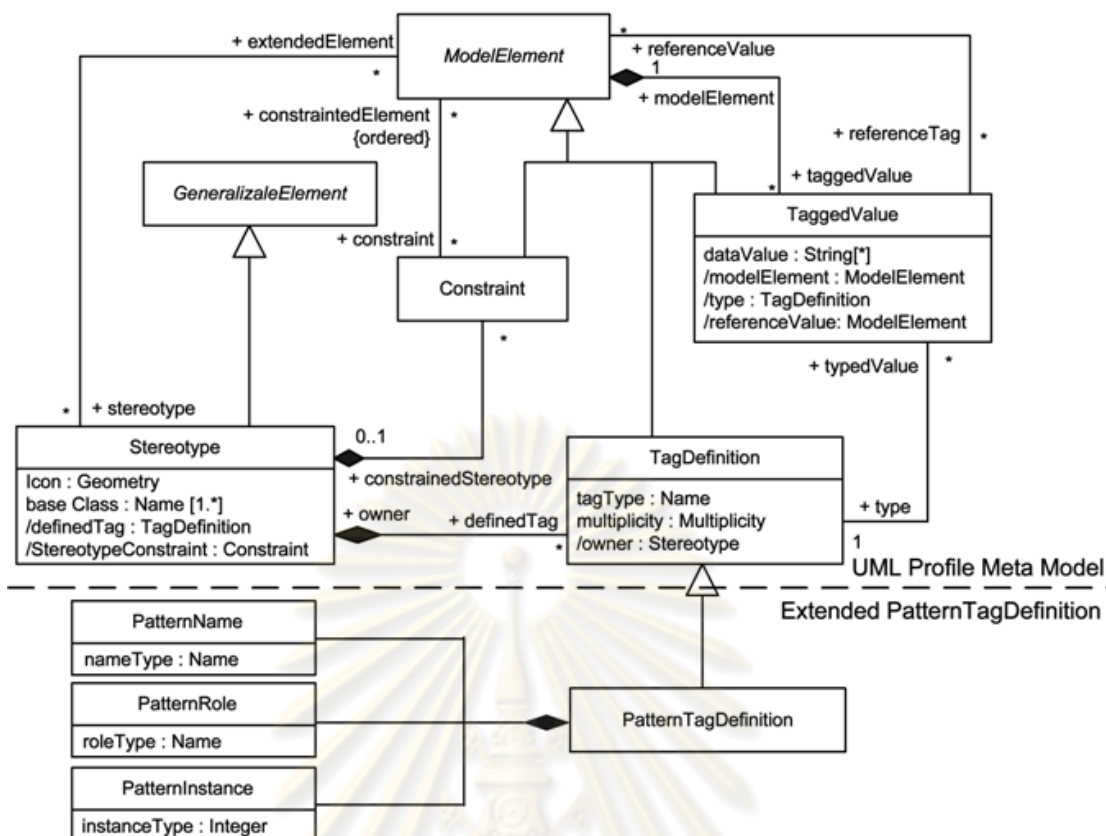 + extendedElement
*
ModelElement
*
+ referenceValue
1
+ modelElement
+ constraintedElement
{ordered}
*
+ referenceTag
*
GeneralizaleElement
* + taggedValue
+ constraint *
TaggedValue
dataValue : String[*]
/modelElement : ModelElement
/type : TagDefinition
/referenceValue: ModelElement
Constraint
*
+ typedValue *
* + stereotype
Stereotype
Icon : Geometry
base Class : Name [1.*]
/definedTag : TagDefinition
/StereotypeConstraint : Constraint
0..1
+ constrainedStereotype
+ owner
+ definedTag
*
TagDefinition
tagType : Name
multiplicity : Multiplicity
/owner : Stereotype
+ type
1
UML Profile Meta Model
Extended PatternTagDefinition
PatternName
nameType : Name
PatternRole
roleType : Name
PatternTagDefinition
PatternInstance
instanceType : Integer